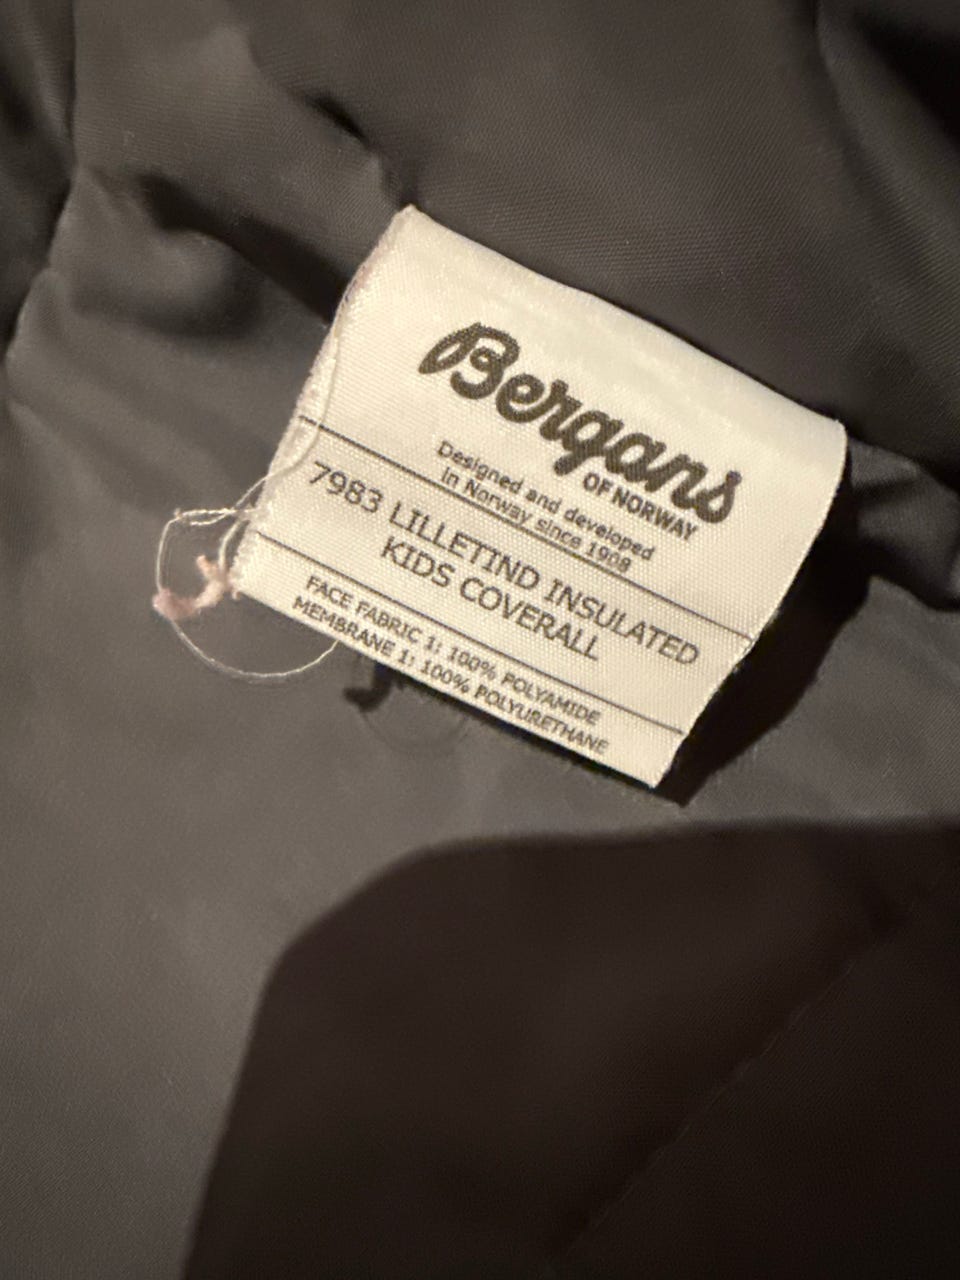 Bergans
OF NORWAY
Designed and developed
in Norway since 1908
7983 LILLETIND INSULATED
KIDS COVERALL
FACE FABRIC 1: 100% POLYAMIDE
MEMBRANE 1: 100% POLYURETHANE